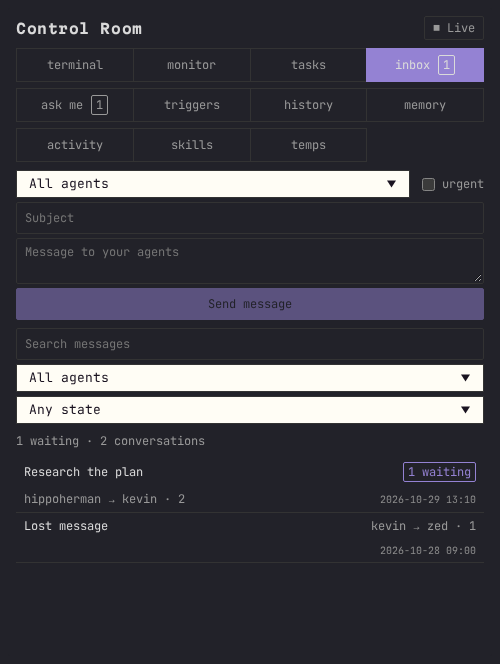 Control Room
Live
terminal monitor tasks inbox 1
ask me 1 triggers history memory
activity skills temps
All agents urgent
Subject
Message to your agents
Send message
Search messages
All agents
Any state
1 waiting · 2 conversations
Research the plan 1 waiting
hippoherman → kevin · 2 2026-10-29 13:10
Lost message kevin → zed · 1
2026-10-28 09:00